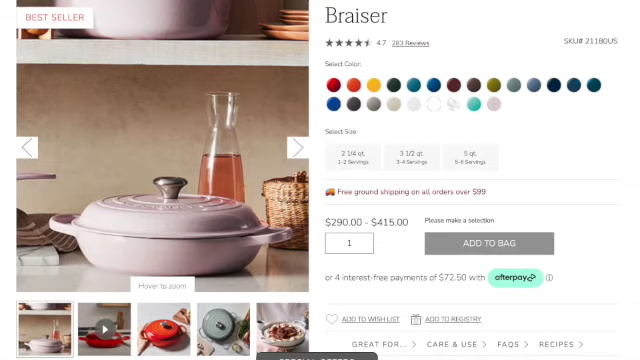 BEST SELLER
Braiser
4.7 283 Reviews
SKU# 21180US
Select Color:
Select Size:
2 1/4 qt. 3 1/2 qt. 5 qt.
1-2 Servings 3-4 Servings 5-6 Servings
Free ground shipping on all orders over $99
$290.00 - $415.00 Please make a selection
1 ADD TO BAG
or 4 interest-free payments of $72.50 with afterpay
Hover to zoom
ADD TO WISH LIST ADD TO REGISTRY
GREAT FOR... CARE & USE FAQS RECIPES